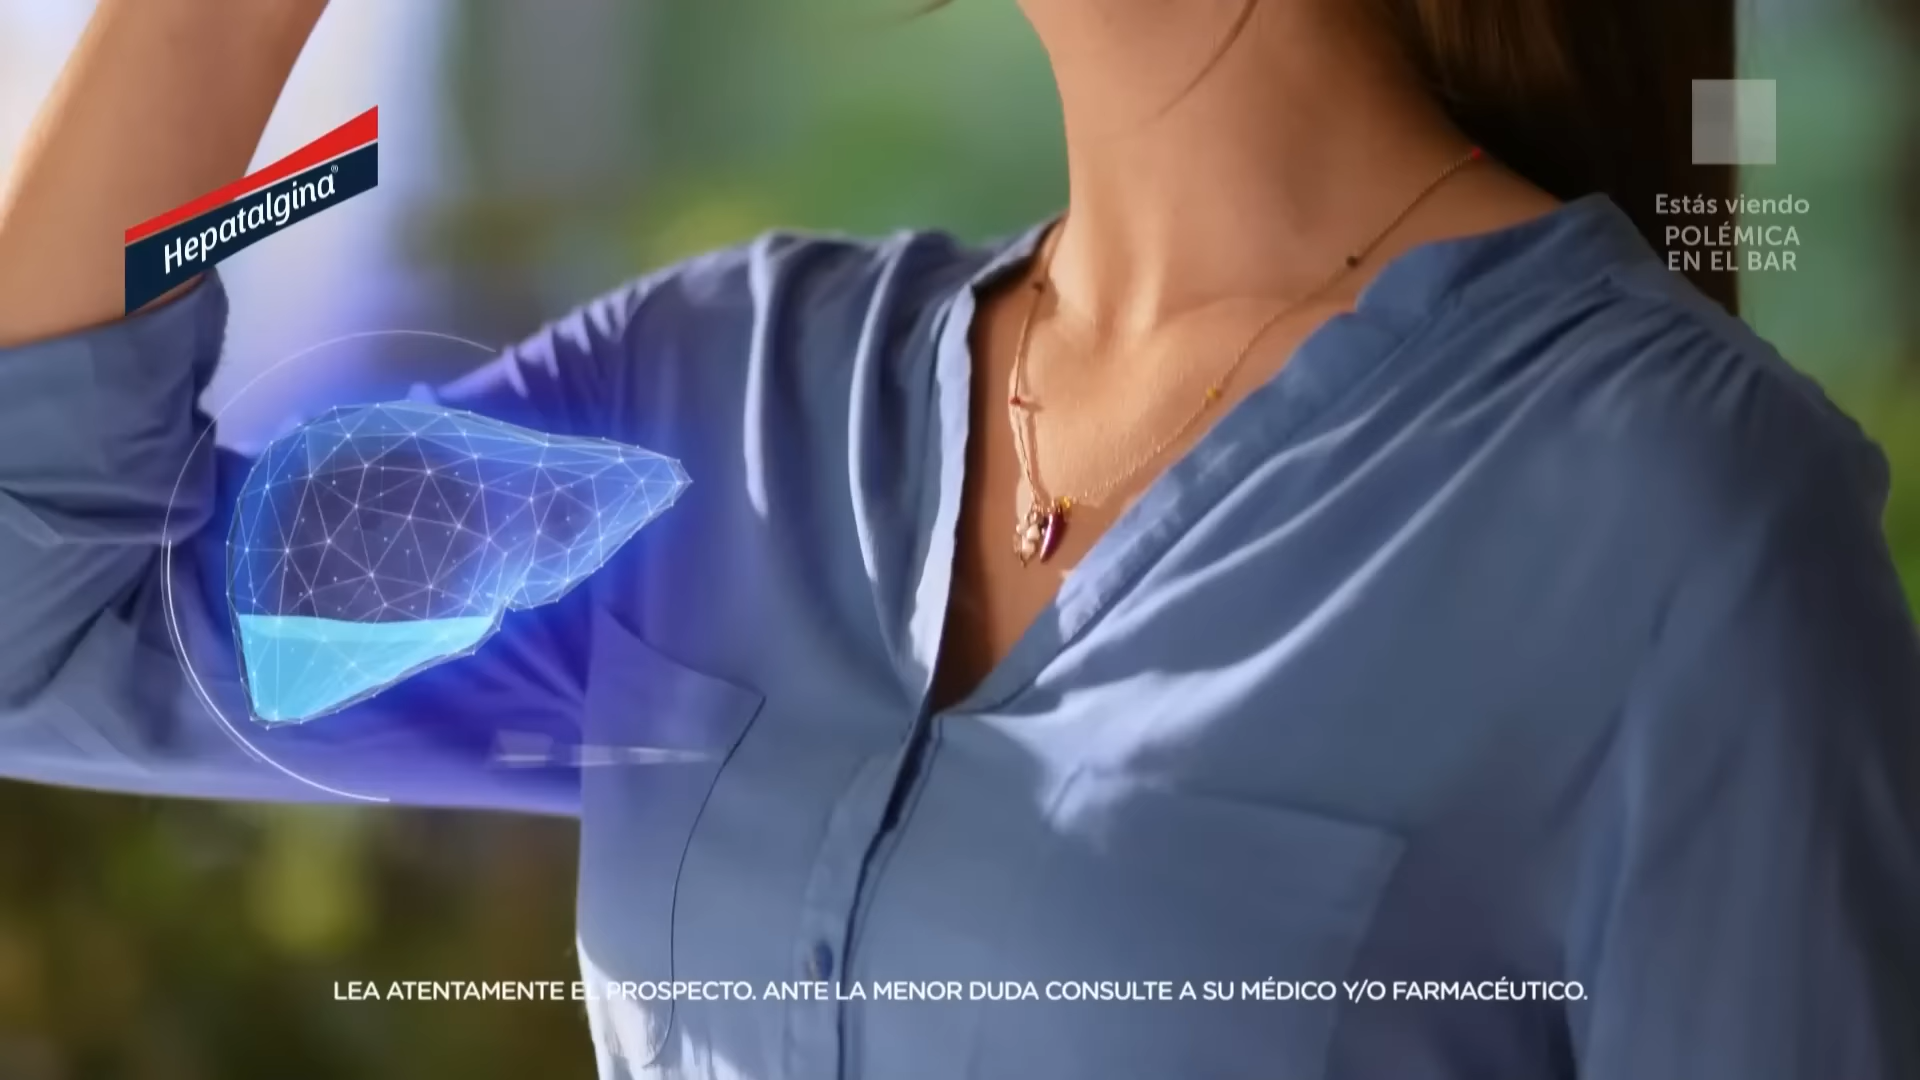 Hepatalgina®
Estás viendo
POLÉMICA
EN EL BAR
LEA ATENTAMENTE EL PROSPECTO. ANTE LA MENOR DUDA CONSULTE A SU MÉDICO Y/O FARMACÉUTICO.